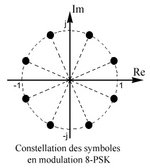 Im
j
Re
-1
1
-j
Constellation des symboles
en modulation 8-PSK